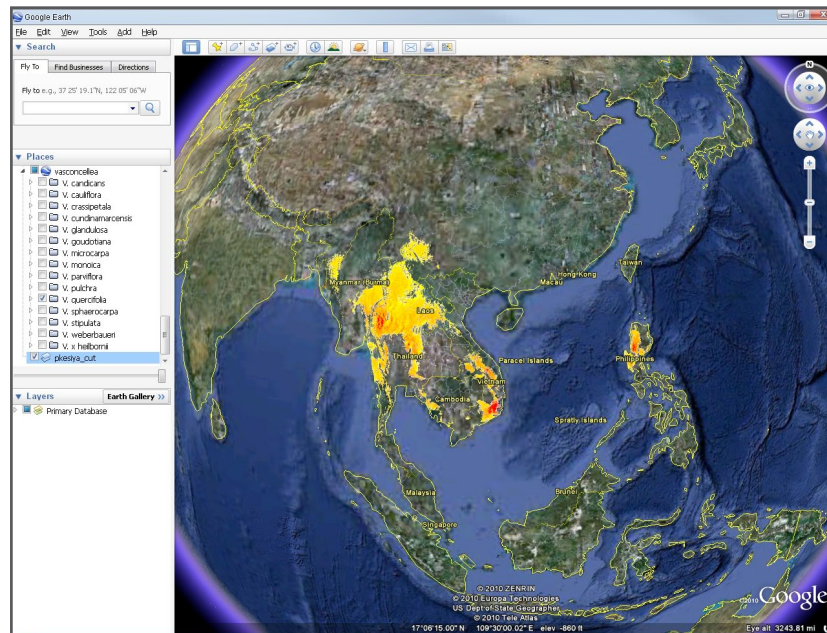 Google Earth
File Edit View Tools Add Help
Search
Fly To Find Businesses Directions
Fly to e.g., 37 25' 19.1"N, 122 05' 06"W
Places
vasconcellea
V. candicans
V. cauliflora
V. crassipetala
V. cundinamarcensis
V. glandulosa
V. goudotiana
V. microcarpa
V. monoica
V. parviflora
V. pulchra
V. quercifolia
V. sphaerocarpa
V. stipulata
V. weberbaueri
V. x heilbornii
pkesiya_cut
Layers Earth Gallery >>
Primary Database
N
Taiwan
Hong Kong
Macau
Myanmar (Burma)
Laos
Thailand
Paracel Islands
Philippines
Vietnam
Cambodia
Spratly Islands
Malaysia
Brunei
Singapore
© 2010 ZENRIN
© 2010 Europa Technologies
US Dept of State Geographer
© 2010 Tele Atlas
©2010 Google
17°06'15.00" N 109°30'00.02" E elev -860 ft Eye alt 3243.81 mi